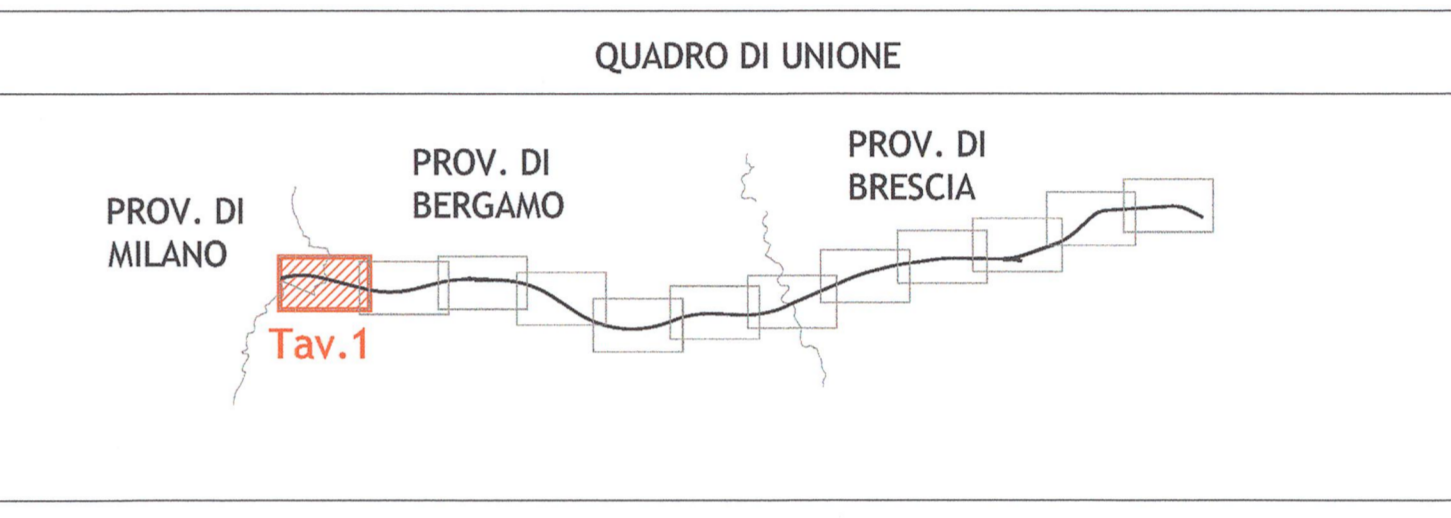 QUADRO DI UNIONE
PROV. DI
MILANO
PROV. DI
BERGAMO
PROV. DI
BRESCIA
Tav.1